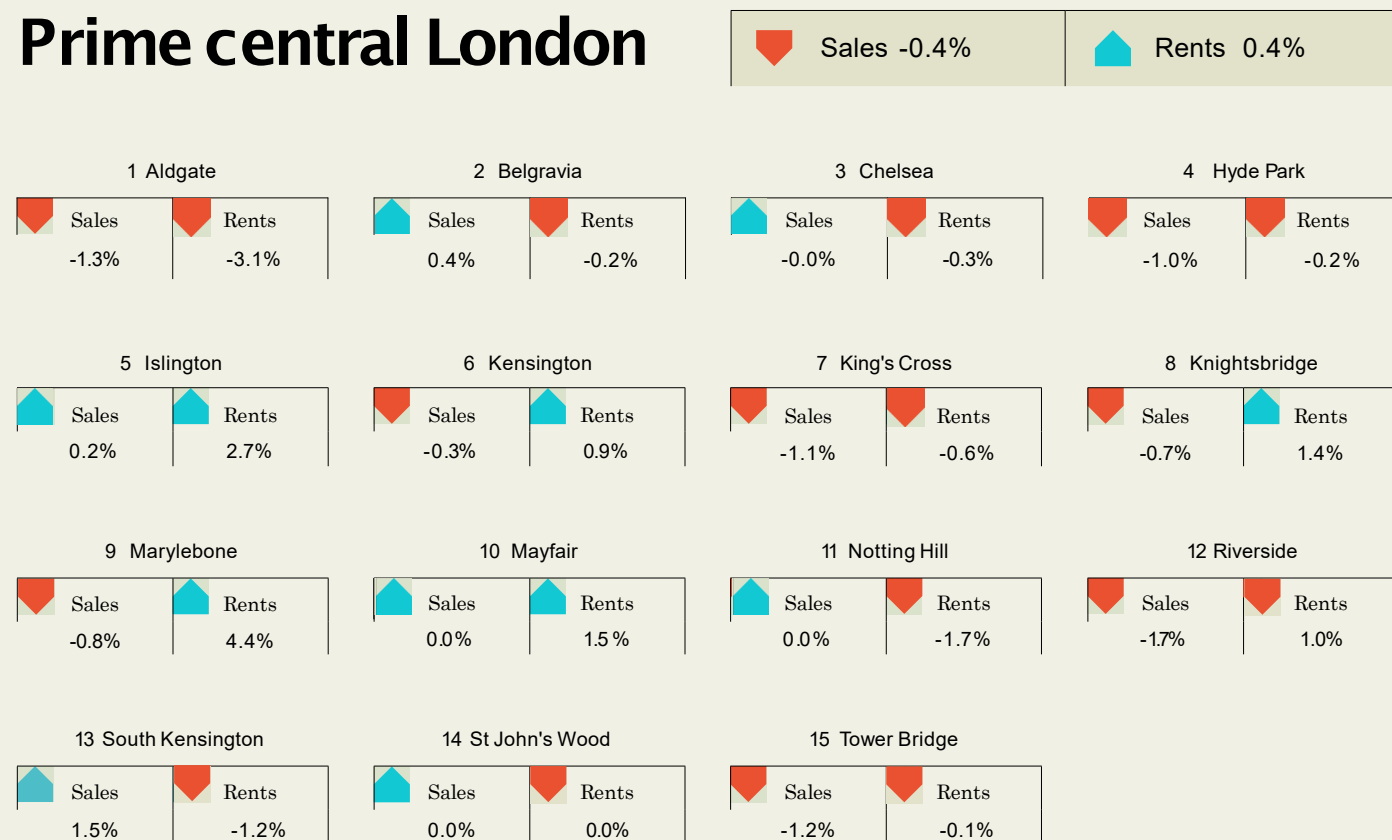 Prime central London
Sales -0.4% Rents 0.4%
1 Aldgate 2 Belgravia 3 Chelsea 4 Hyde Park
Sales Rents Sales Rents Sales Rents Sales Rents
-1.3% -3.1% 0.4% -0.2% -0.0% -0.3% -1.0% -0.2%
5 Islington 6 Kensington 7 King's Cross 8 Knightsbridge
Sales Rents Sales Rents Sales Rents Sales Rents
0.2% 2.7% -0.3% 0.9% -1.1% -0.6% -0.7% 1.4%
9 Marylebone 10 Mayfair 11 Notting Hill 12 Riverside
Sales Rents Sales Rents Sales Rents Sales Rents
-0.8% 4.4% 0.0% 1.5% 0.0% -1.7% -1.7% 1.0%
13 South Kensington 14 St John's Wood 15 Tower Bridge
Sales Rents Sales Rents Sales Rents
1.5% -1.2% 0.0% 0.0% -1.2% -0.1%